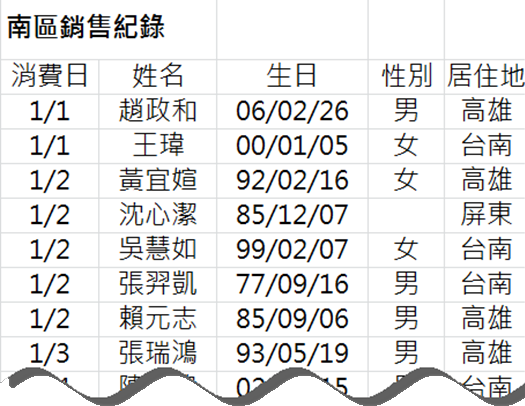 南區銷售紀錄
消費日 姓名 生日 性別 居住地
1/1 趙政和 06/02/26 男 高雄
1/1 王瑋 00/01/05 女 台南
1/2 黃宜媗 92/02/16 女 高雄
1/2 沈心潔 85/12/07 屏東
1/2 吳慧如 99/02/07 女 台南
1/2 張羿凱 77/09/16 男 台南
1/2 賴元志 85/09/06 男 高雄
1/3 張瑞鴻 93/05/19 男 高雄
台南